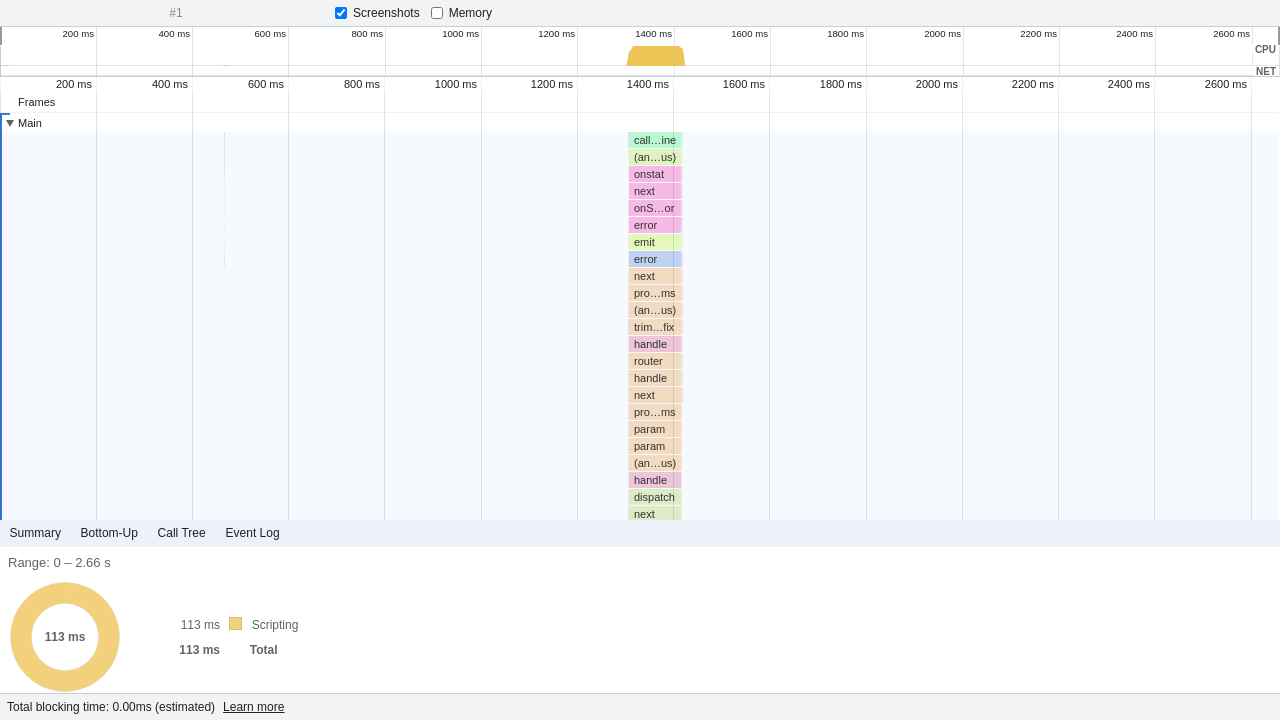 #1 Screenshots Memory
200 ms 400 ms 600 ms 800 ms 1000 ms 1200 ms 1400 ms 1600 ms 1800 ms 2000 ms 2200 ms 2400 ms 2600 ms
CPU
NET
200 ms 400 ms 600 ms 800 ms 1000 ms 1200 ms 1400 ms 1600 ms 1800 ms 2000 ms 2200 ms 2400 ms 2600 ms
Frames
Main
call…ine
(an…us)
onstat
next
onS…or
error
emit
error
next
pro…ms
(an…us)
trim…fix
handle
router
handle
next
pro…ms
param
param
(an…us)
handle
dispatch
next
Summary Bottom-Up Call Tree Event Log
Range: 0 – 2.66 s
113 ms Scripting
113 ms
113 ms Total
Total blocking time: 0.00ms (estimated) Learn more